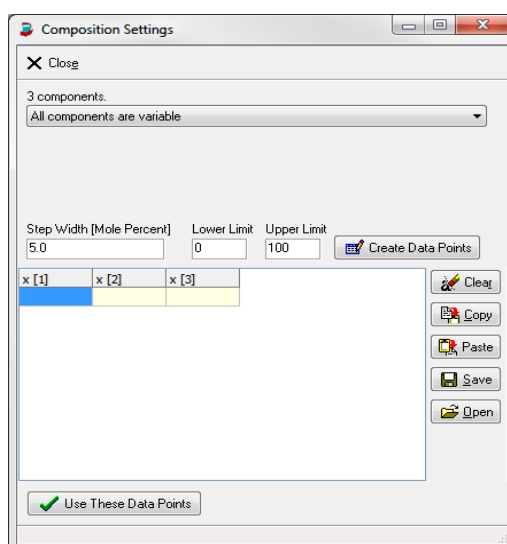 Composition Settings
Close
3 components.
All components are variable
Step Width [Mole Percent] Lower Limit Upper Limit
5.0 0 100 Create Data Points
x [1] x [2] x [3]
Clear
Copy
Paste
Save
Open
Use These Data Points